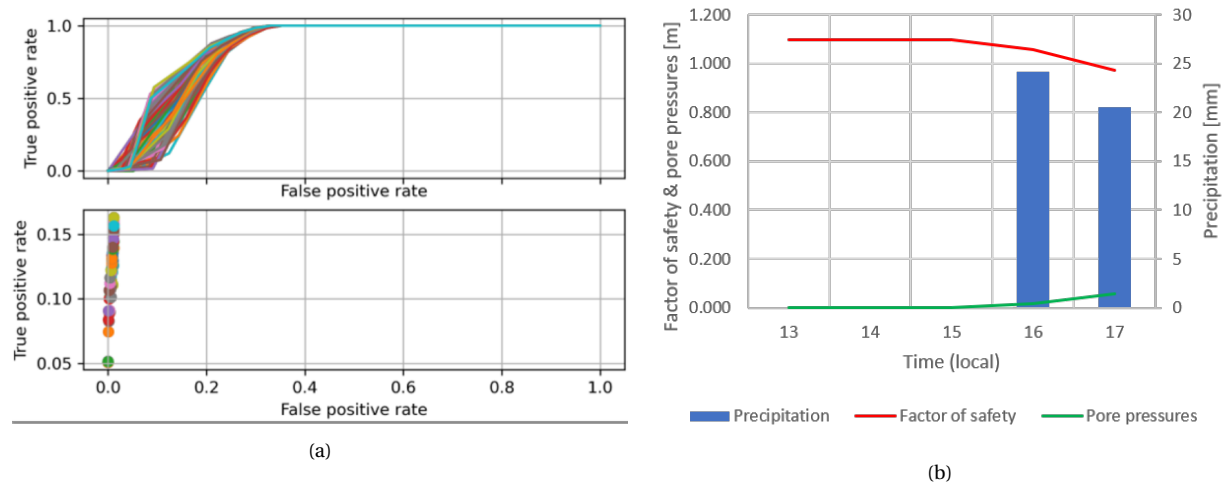 1.0
0.5
0.0
True positive rate
False positive rate
0.15
0.10
0.05
True positive rate
0.0 0.2 0.4 0.6 0.8 1.0
False positive rate
(a)
1.200
1.000
0.800
0.600
0.400
0.200
0.000
Factor of safety & pore pressures [m]
30
25
20
15
10
5
0
Precipitation [mm]
13 14 15 16 17
Time (local)
Precipitation Factor of safety Pore pressures
(b)